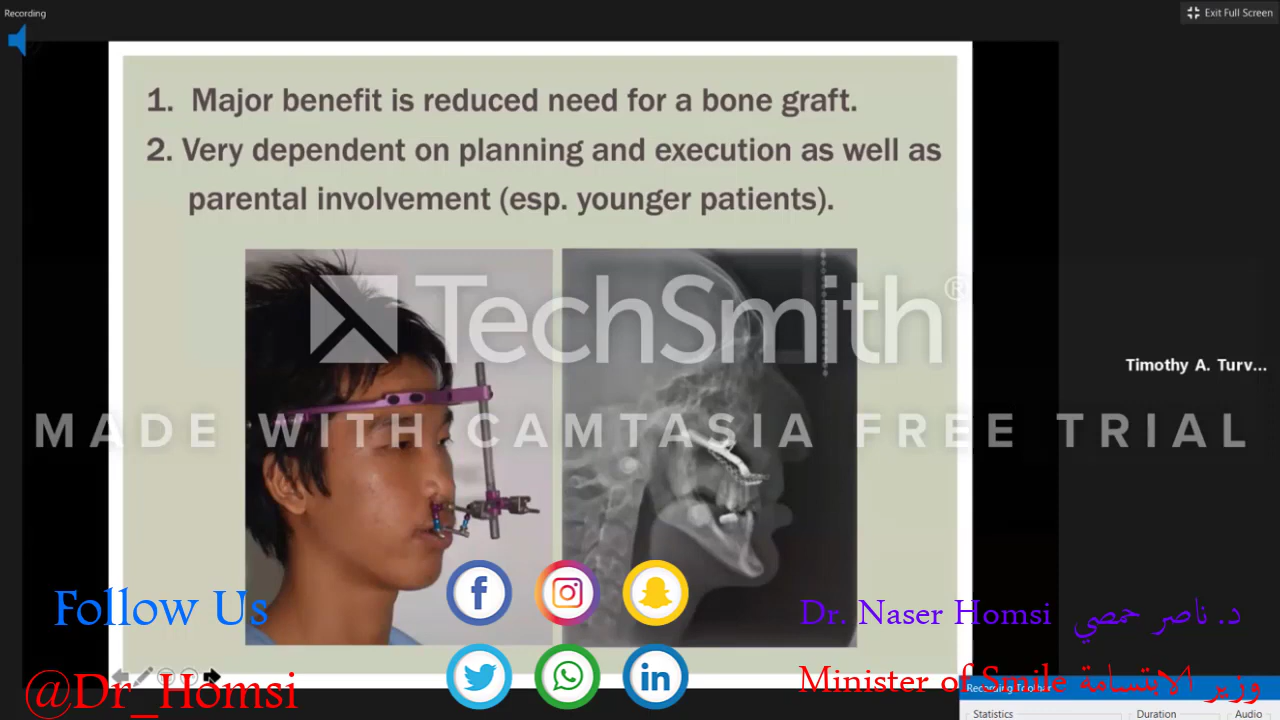 Recording
Exit Full Screen
1. Major benefit is reduced need for a bone graft.
2. Very dependent on planning and execution as well as
parental involvement (esp. younger patients).
TechSmith®
Timothy A. Turv...
MADE WITH CAMTASIA FREE TRIAL
Follow Us
Dr. Naser Homsi د. ناصر حمصي
@Dr_Homsi
Minister of Smile وزير الابتسامة
Recording Toolbar
Statistics Duration Audio